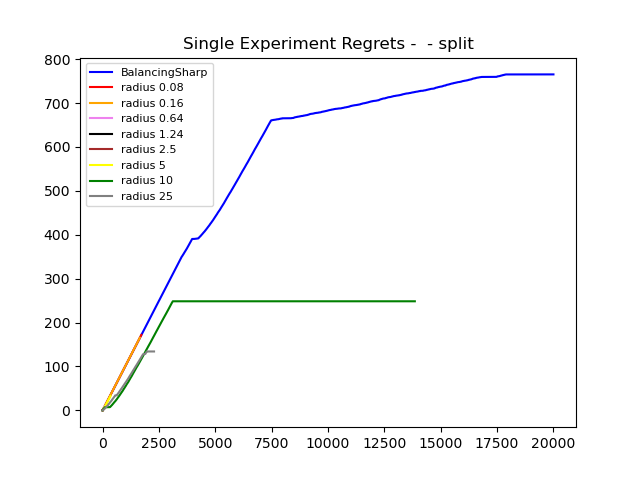 Single Experiment Regrets -  - split
800
700
600
500
400
300
200
100
0
BalancingSharp
radius 0.08
radius 0.16
radius 0.64
radius 1.24
radius 2.5
radius 5
radius 10
radius 25
0 2500 5000 7500 10000 12500 15000 17500 20000